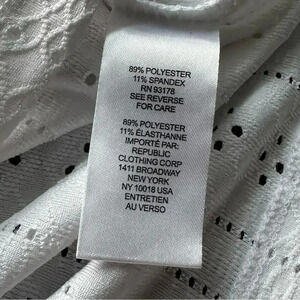 89% POLYESTER
11% SPANDEX
RN 93178
SEE REVERSE
FOR CARE
89% POLYESTER
11% ÉLASTHANNE
IMPORTÉ PAR:
REPUBLIC
CLOTHING CORP
1411 BROADWAY
NEW YORK
NY 10018 USA
ENTRETIEN
AU VERSO